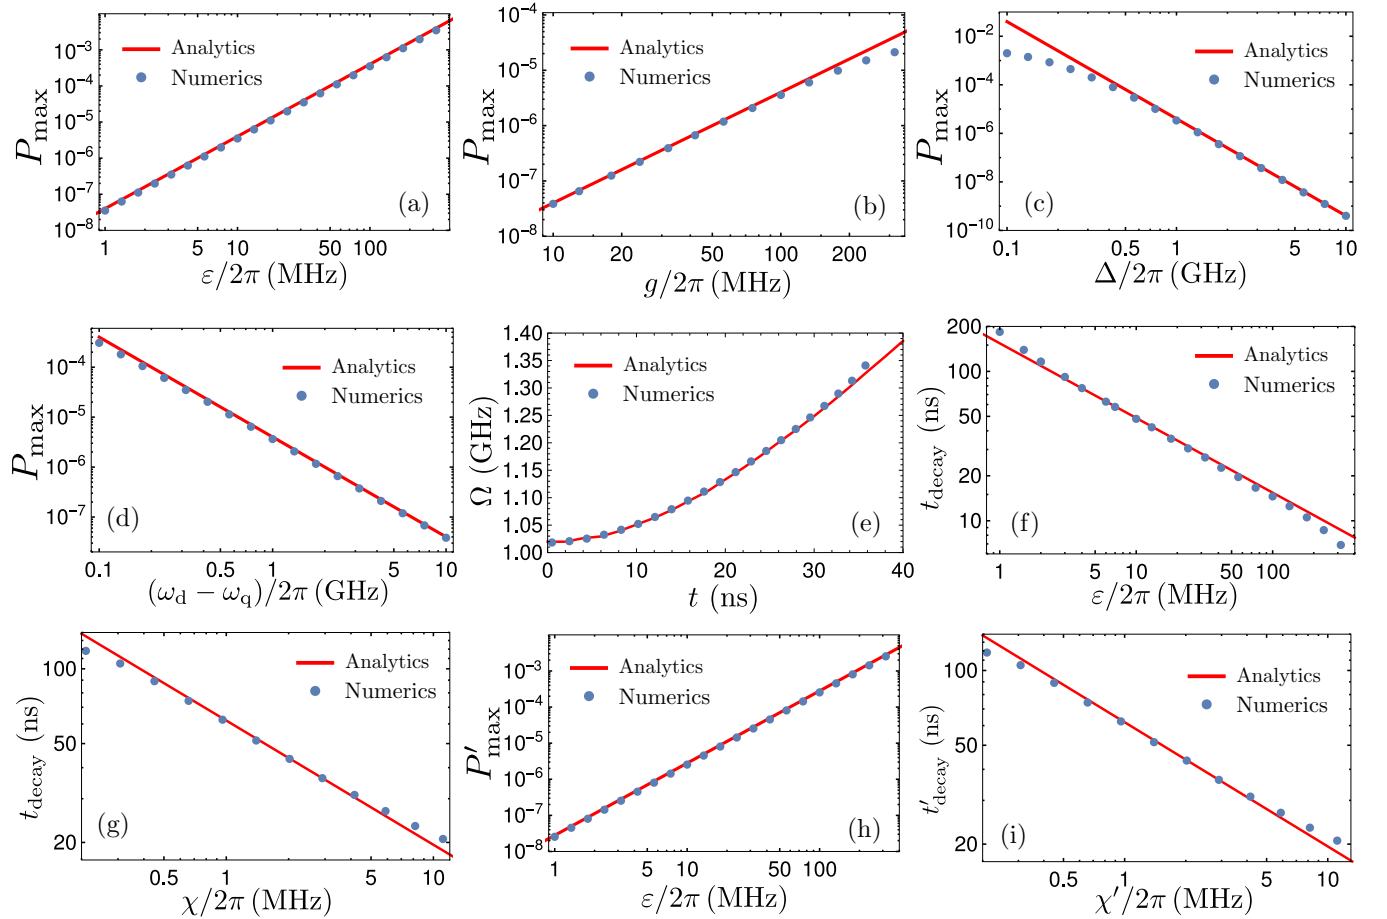 P_max
10⁻³
10⁻⁴
10⁻⁵
10⁻⁶
10⁻⁷
10⁻⁸
Analytics
Numerics
(a)
1 5 10 50 100
ε/2π (MHz)
P_max
10⁻⁴
10⁻⁵
10⁻⁶
10⁻⁷
10⁻⁸
Analytics
Numerics
(b)
10 20 50 100 200
g/2π (MHz)
P_max
10⁻²
10⁻⁴
10⁻⁶
10⁻⁸
10⁻¹⁰
Analytics
Numerics
(c)
0.1 0.5 1 5 10
Δ/2π (GHz)
P_max
10⁻⁴
10⁻⁵
10⁻⁶
10⁻⁷
Analytics
Numerics
(d)
0.1 0.5 1 5 10
(ω_d − ω_q)/2π (GHz)
Ω (GHz)
1.40
1.35
1.30
1.25
1.20
1.15
1.10
1.05
1.00
Analytics
Numerics
(e)
0 10 20 30 40
t (ns)
t_decay (ns)
200
100
50
20
10
Analytics
Numerics
(f)
1 5 10 50 100
ε/2π (MHz)
t_decay (ns)
100
50
20
Analytics
Numerics
(g)
0.5 1 5 10
χ/2π (MHz)
P′_max
10⁻³
10⁻⁴
10⁻⁵
10⁻⁶
10⁻⁷
10⁻⁸
Analytics
Numerics
(h)
1 5 10 50 100
ε/2π (MHz)
t′_decay (ns)
100
50
20
Analytics
Numerics
(i)
0.5 1 5 10
χ′/2π (MHz)